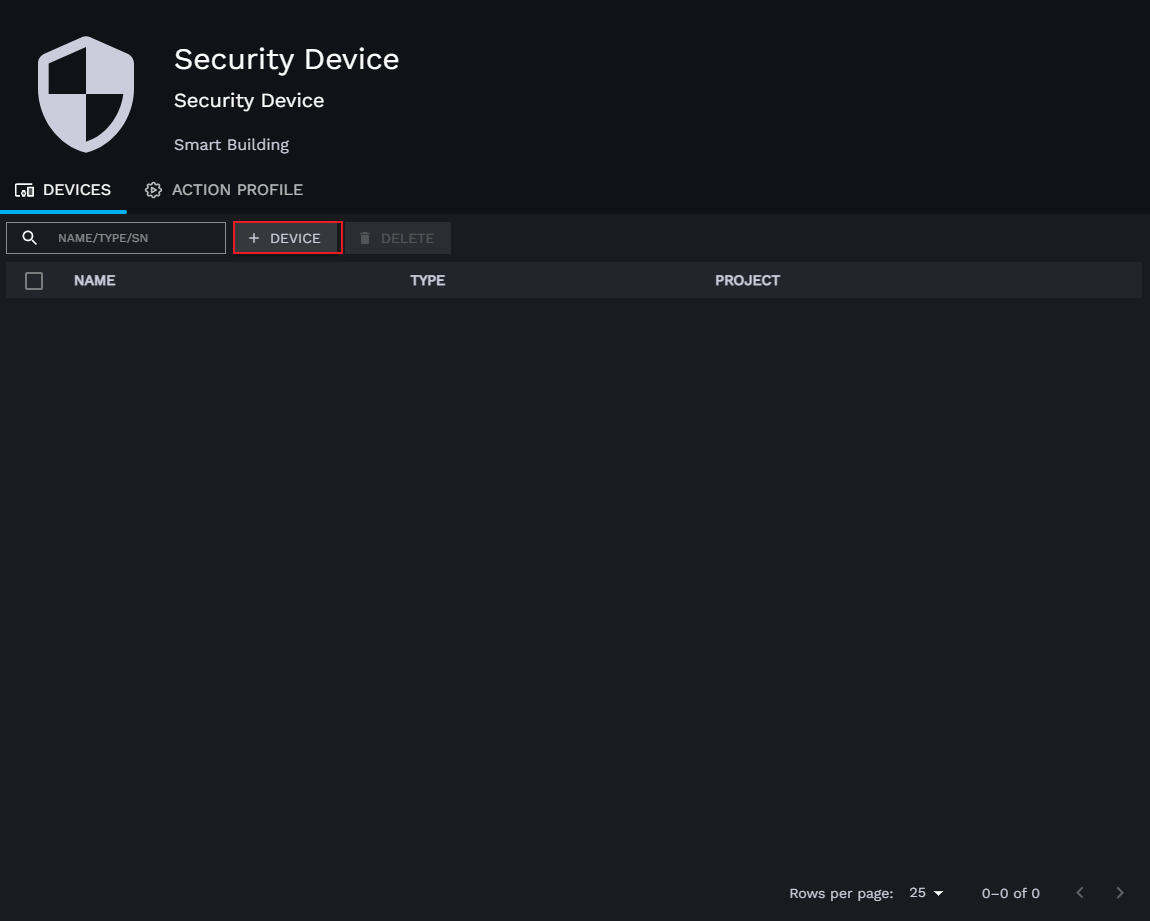 Security Device
Security Device
Smart Building
DEVICES ACTION PROFILE
NAME/TYPE/SN + DEVICE DELETE
NAME TYPE PROJECT
Rows per page: 25 0–0 of 0